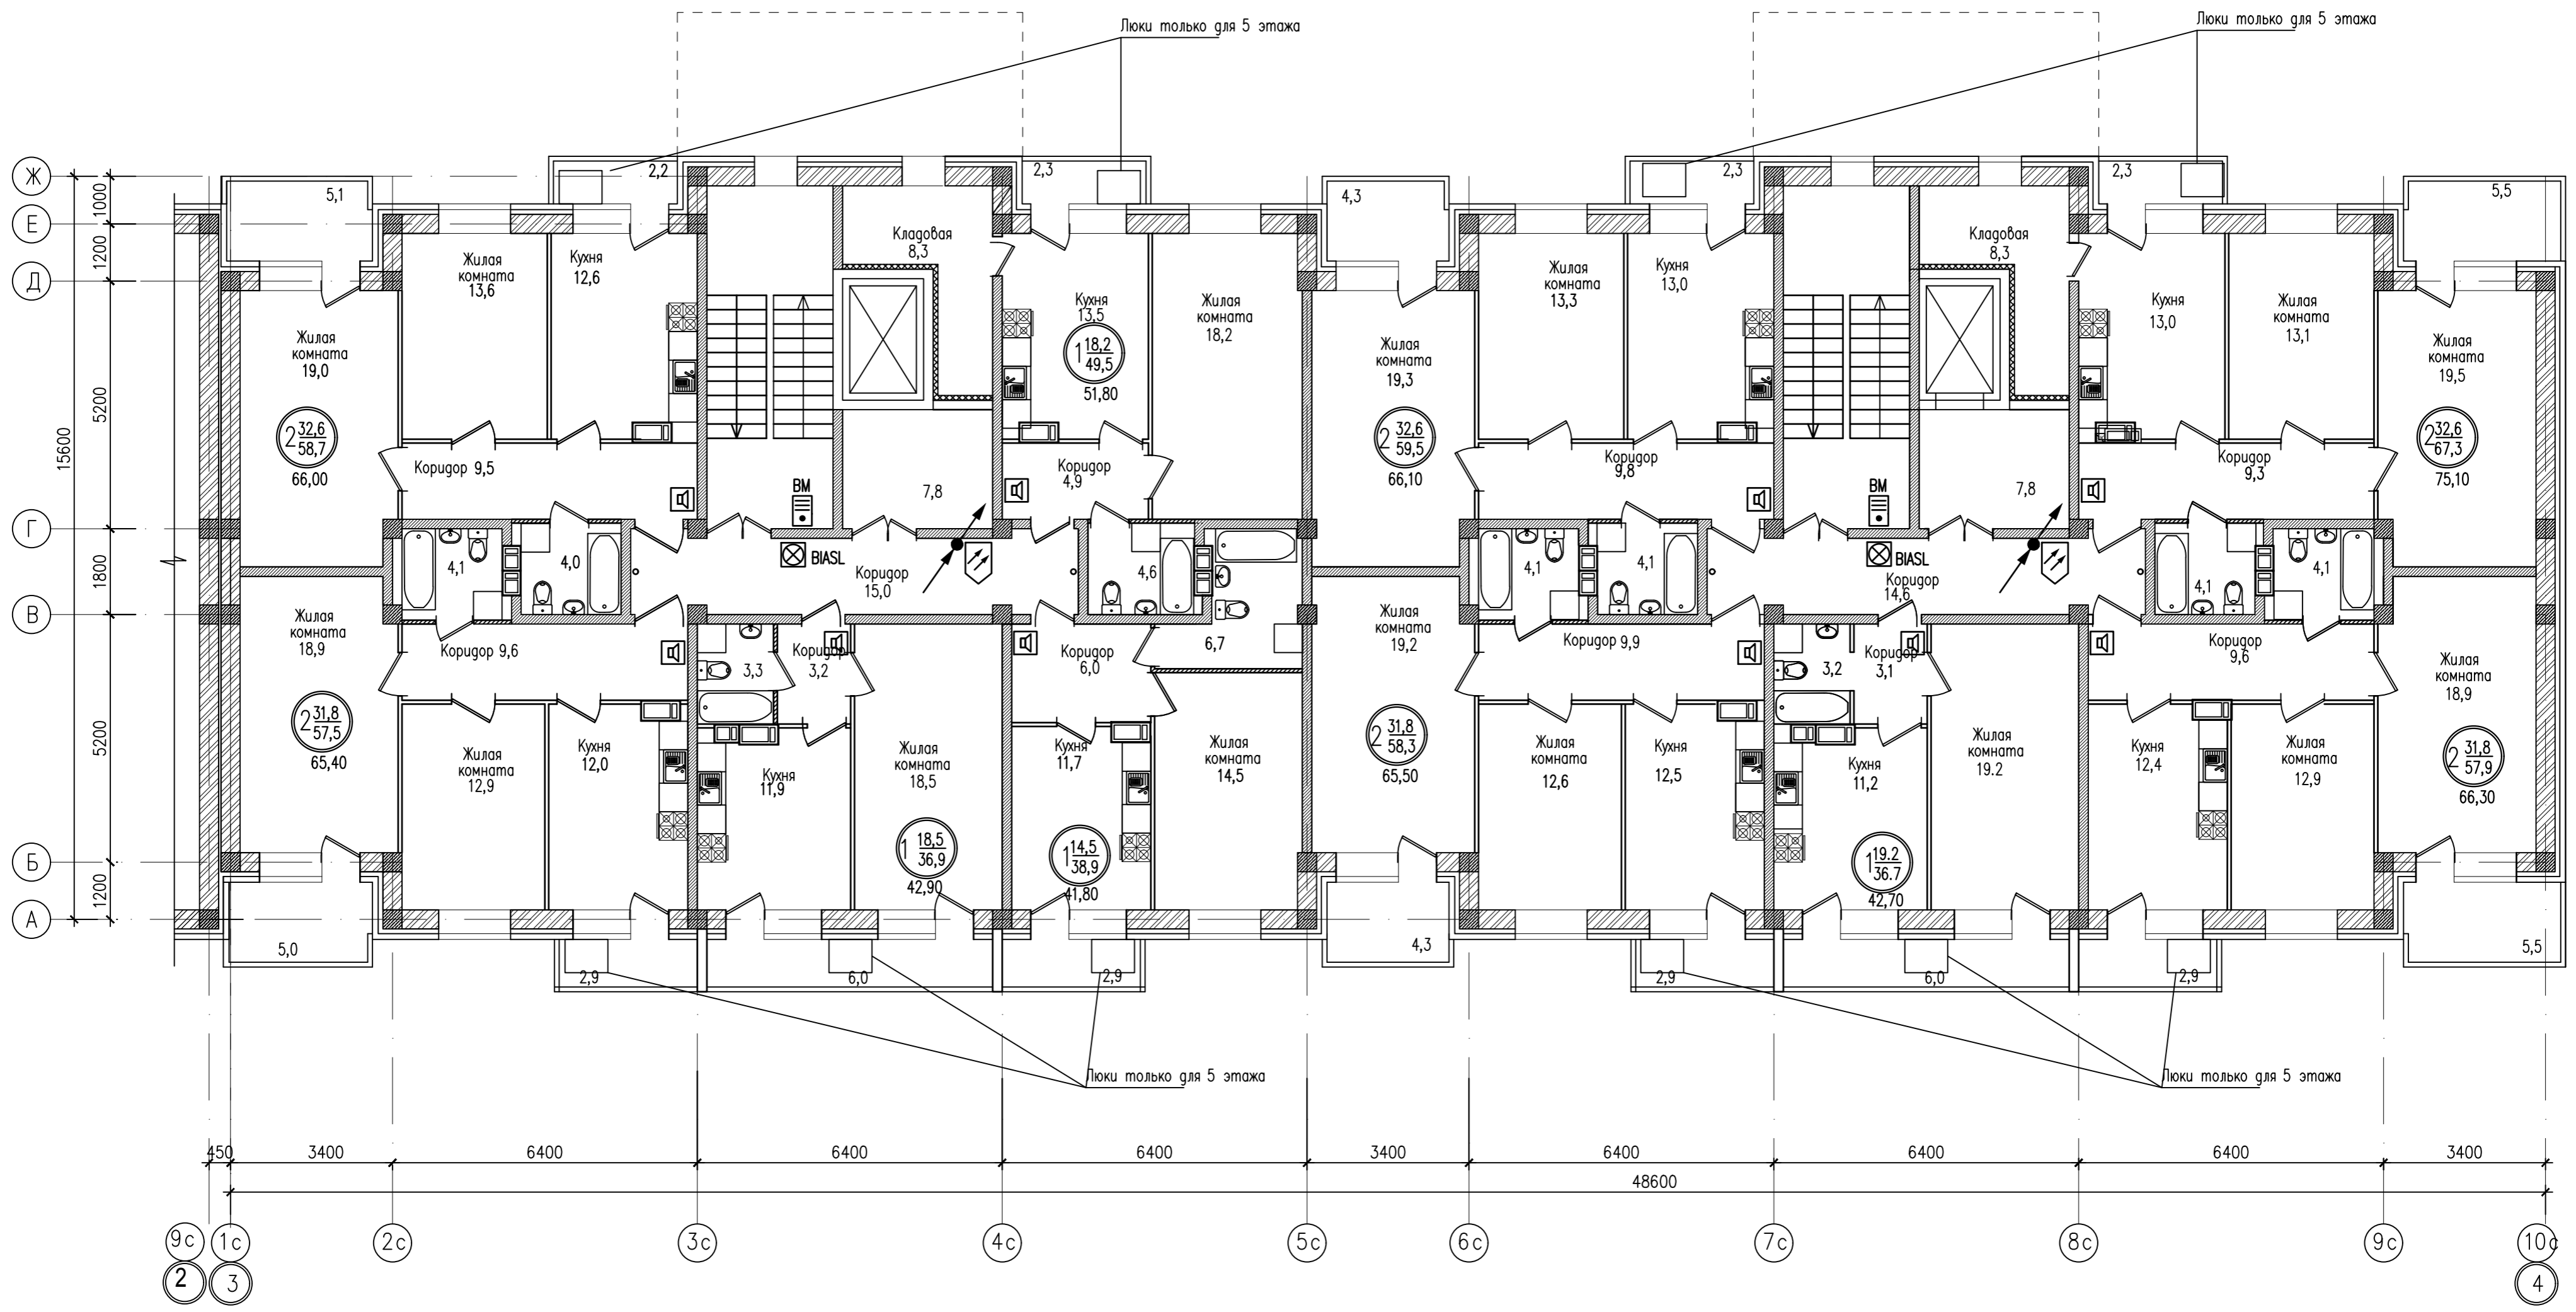 Люки только для 5 этажа
Люки только для 5 этажа
Ж
Е
Д
Г
В
Б
А
1000
1200
5200
1800
5200
1200
15600
5,1
2,2
2,3
4,3
2,3
2,3
5,5
Жилая
комната
19,0
2 32,6
58,7
66,00
Жилая
комната
13,6
Кухня
12,6
Кладовая
8,3
Кухня
13,5
1 18,2
49,5
51,80
Жилая
комната
18,2
Жилая
комната
19,3
2 32,6
59,5
66,10
Жилая
комната
13,3
Кухня
13,0
Кладовая
8,3
Кухня
13,0
Жилая
комната
13,1
Жилая
комната
19,5
2 32,6
67,3
75,10
Коридор 9,5
ВМ
7,8
Коридор
4,9
Коридор
9,8
ВМ
7,8
Коридор
9,3
4,1
4,0
BIASL
Коридор
15,0
4,6
6,7
4,1
4,1
BIASL
Коридор
14,6
4,1
4,1
Жилая
комната
18,9
2 31,8
57,5
65,40
Коридор 9,6
3,3
Коридор
3,2
Коридор
6,0
Жилая
комната
19,2
2 31,8
58,3
65,50
Коридор 9,9
3,2
Коридор
3,1
Коридор
9,6
Жилая
комната
18,9
2 31,8
57,9
66,30
Жилая
комната
12,9
Кухня
12,0
Кухня
11,9
Жилая
комната
18,5
1 18,5
36,9
42,90
Кухня
11,7
1 14,5
38,9
41,80
Жилая
комната
14,5
Жилая
комната
12,6
Кухня
12,5
Кухня
11,2
1 19.2
36.7
42,70
Жилая
комната
19.2
Кухня
12,4
Жилая
комната
12,9
5,0
2,9
6,0
2,9
4,3
2,9
6,0
2,9
5,5
Люки только для 5 этажа
Люки только для 5 этажа
450
3400
6400
6400
6400
3400
6400
6400
6400
3400
48600
9с
1с
2с
3с
4с
5с
6с
7с
8с
9с
10с
2
3
4